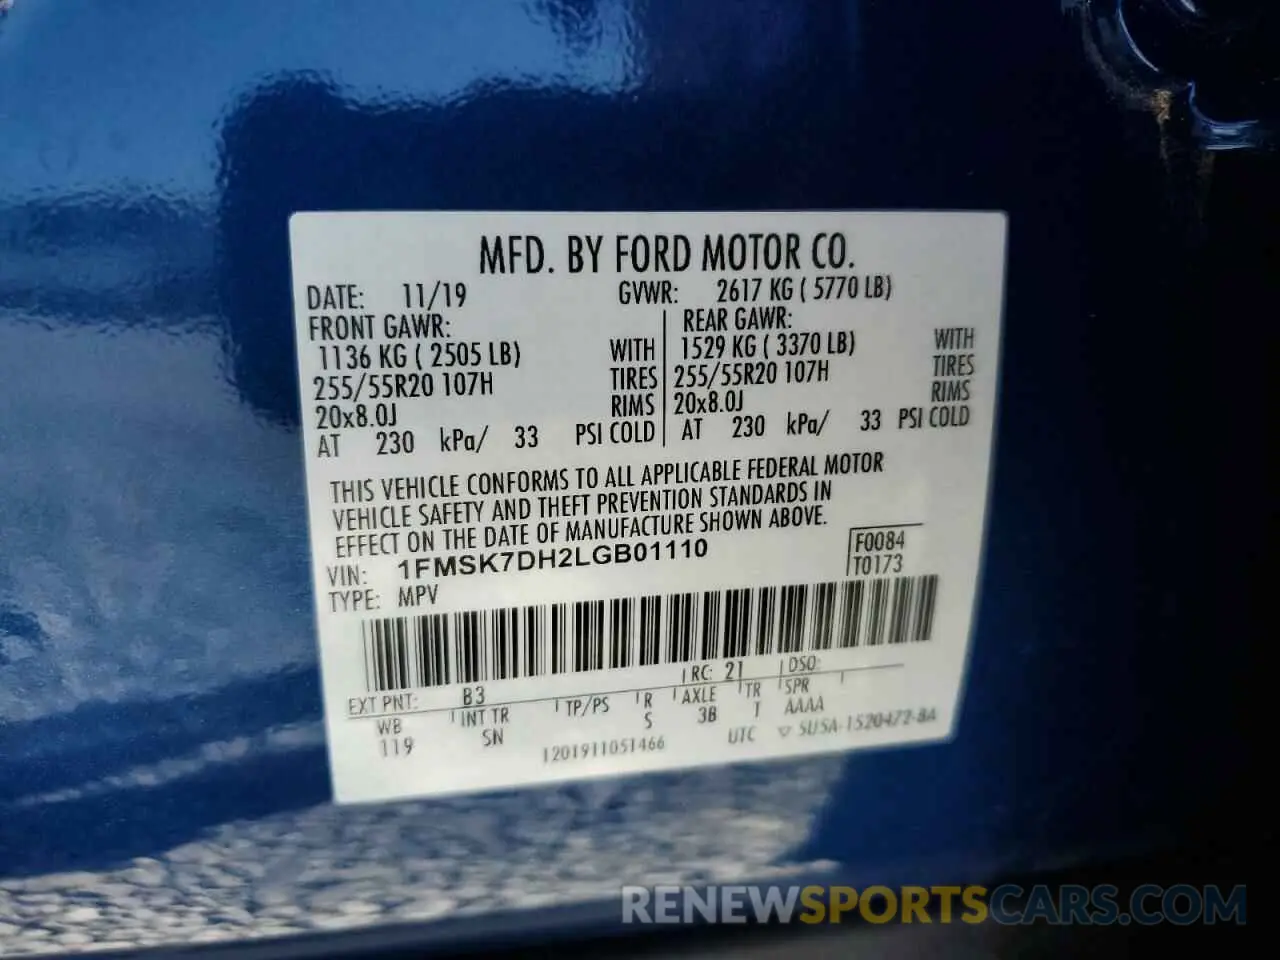 MFD. BY FORD MOTOR CO.
DATE: 11/19 GVWR: 2617 KG ( 5770 LB)
FRONT GAWR: REAR GAWR:
1136 KG ( 2505 LB) WITH 1529 KG ( 3370 LB) WITH
255/55R20 107H TIRES 255/55R20 107H TIRES
20x8.0J RIMS 20x8.0J RIMS
AT 230 kPa/ 33 PSI COLD AT 230 kPa/ 33 PSI COLD
THIS VEHICLE CONFORMS TO ALL APPLICABLE FEDERAL MOTOR
VEHICLE SAFETY AND THEFT PREVENTION STANDARDS IN
EFFECT ON THE DATE OF MANUFACTURE SHOWN ABOVE.
VIN: 1FMSK7DH2LGB01110 F0084
TYPE: MPV T0173
EXT PNT: B3 RC: 21 DSO:
WB INT TR TP/PS R AXLE TR SPR
119 SN S 3B T AAAA
1201911051466 UTC ▽ SU5A-1520472-BA
RENEWSPORTSCARS.COM